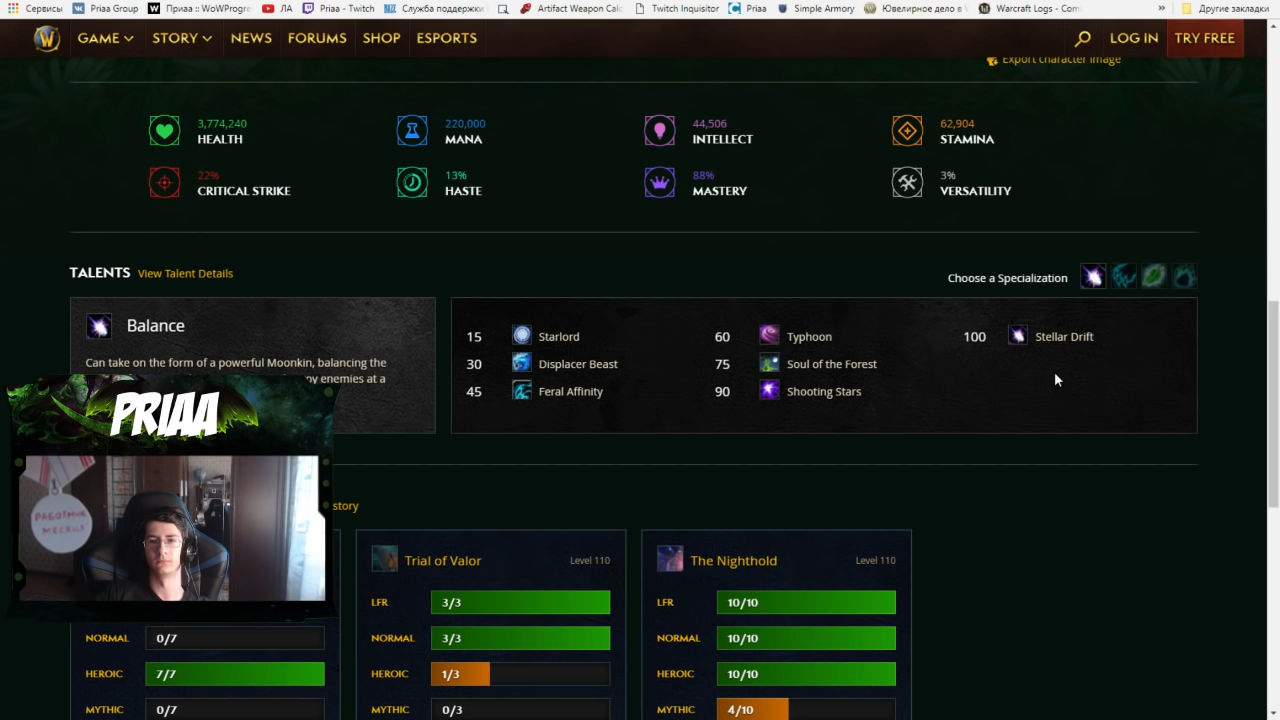 Сервисы Priaa Group Приаа :: WoWProgre ЛА Приаа - Twitch Служба поддержки Artifact Weapon Calc Twitch Inquisitor Priaa Simple Armory Ювелирное дело в W Warcraft Logs - Comb » Другие закладки
GAME STORY NEWS FORUMS SHOP ESPORTS LOG IN TRY FREE
Export character image
3,774,240 220,000 44,506 62,904
HEALTH MANA INTELLECT STAMINA
22% 13% 88% 3%
CRITICAL STRIKE HASTE MASTERY VERSATILITY
TALENTS View Talent Details Choose a Specialization
Balance
Can take on the form of a powerful Moonkin, balancing the
enemies at a
15 Starlord 60 Typhoon 100 Stellar Drift
30 Displacer Beast 75 Soul of the Forest
45 Feral Affinity 90 Shooting Stars
PRIAA
РАБОТНИК
МЕСЯЦА
story
Trial of Valor Level 110 The Nighthold Level 110
LFR 3/3 LFR 10/10
NORMAL 0/7 NORMAL 3/3 NORMAL 10/10
HEROIC 7/7 HEROIC 1/3 HEROIC 10/10
MYTHIC 0/7 MYTHIC 0/3 MYTHIC 4/10